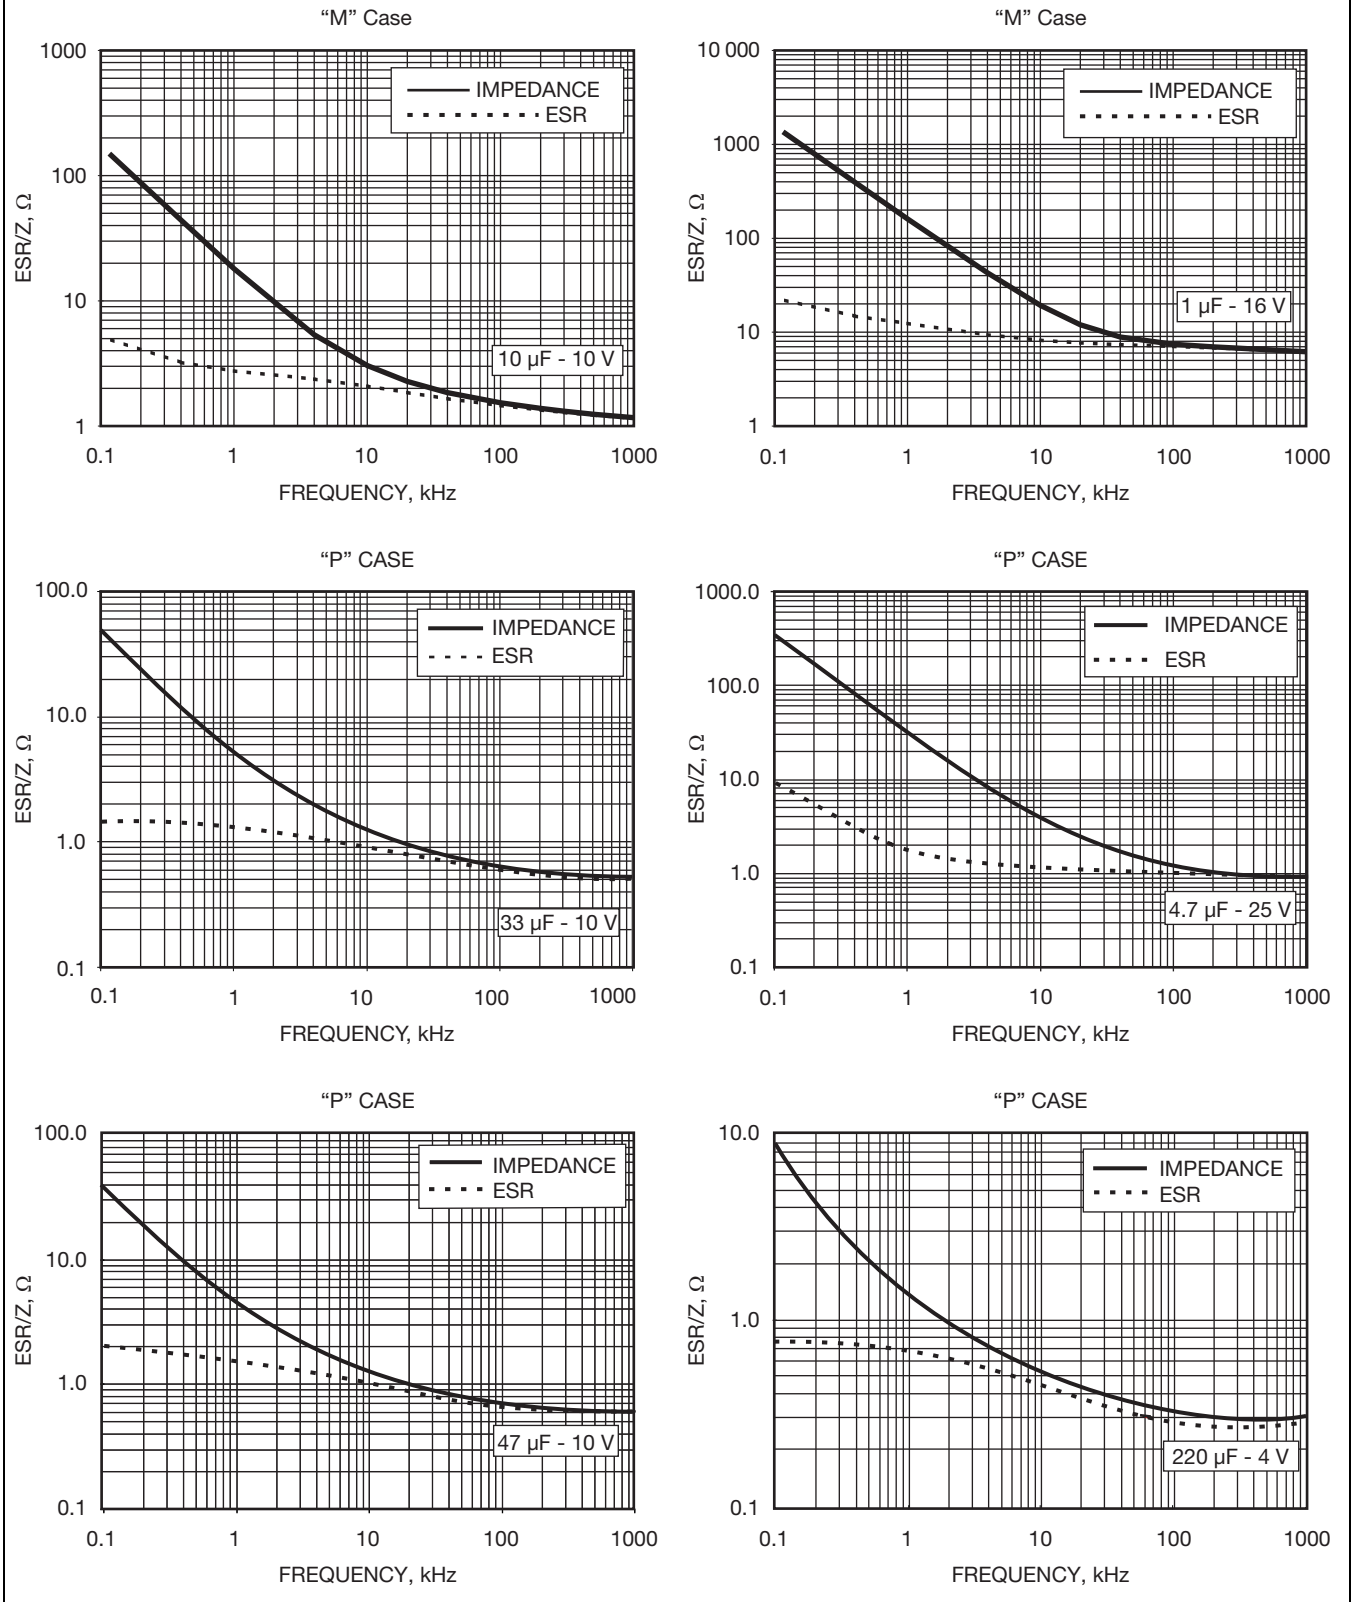 “M” Case
1000
100
10
1
ESR/Z, Ω
IMPEDANCE
ESR
10 µF - 10 V
0.1 1 10 100 1000
FREQUENCY, kHz
“M” Case
10 000
1000
100
10
1
ESR/Z, Ω
IMPEDANCE
ESR
1 µF - 16 V
0.1 1 10 100 1000
FREQUENCY, kHz
“P” CASE
100.0
10.0
1.0
0.1
ESR/Z, Ω
IMPEDANCE
ESR
33 µF - 10 V
0.1 1 10 100 1000
FREQUENCY, kHz
“P” CASE
1000.0
100.0
10.0
1.0
0.1
ESR/Z, Ω
IMPEDANCE
ESR
4.7 µF - 25 V
0.1 1 10 100 1000
FREQUENCY, kHz
“P” CASE
100.0
10.0
1.0
0.1
ESR/Z, Ω
IMPEDANCE
ESR
47 µF - 10 V
0.1 1 10 100 1000
FREQUENCY, kHz
“P” CASE
10.0
1.0
0.1
ESR/Z, Ω
IMPEDANCE
ESR
220 µF - 4 V
0.1 1 10 100 1000
FREQUENCY, kHz